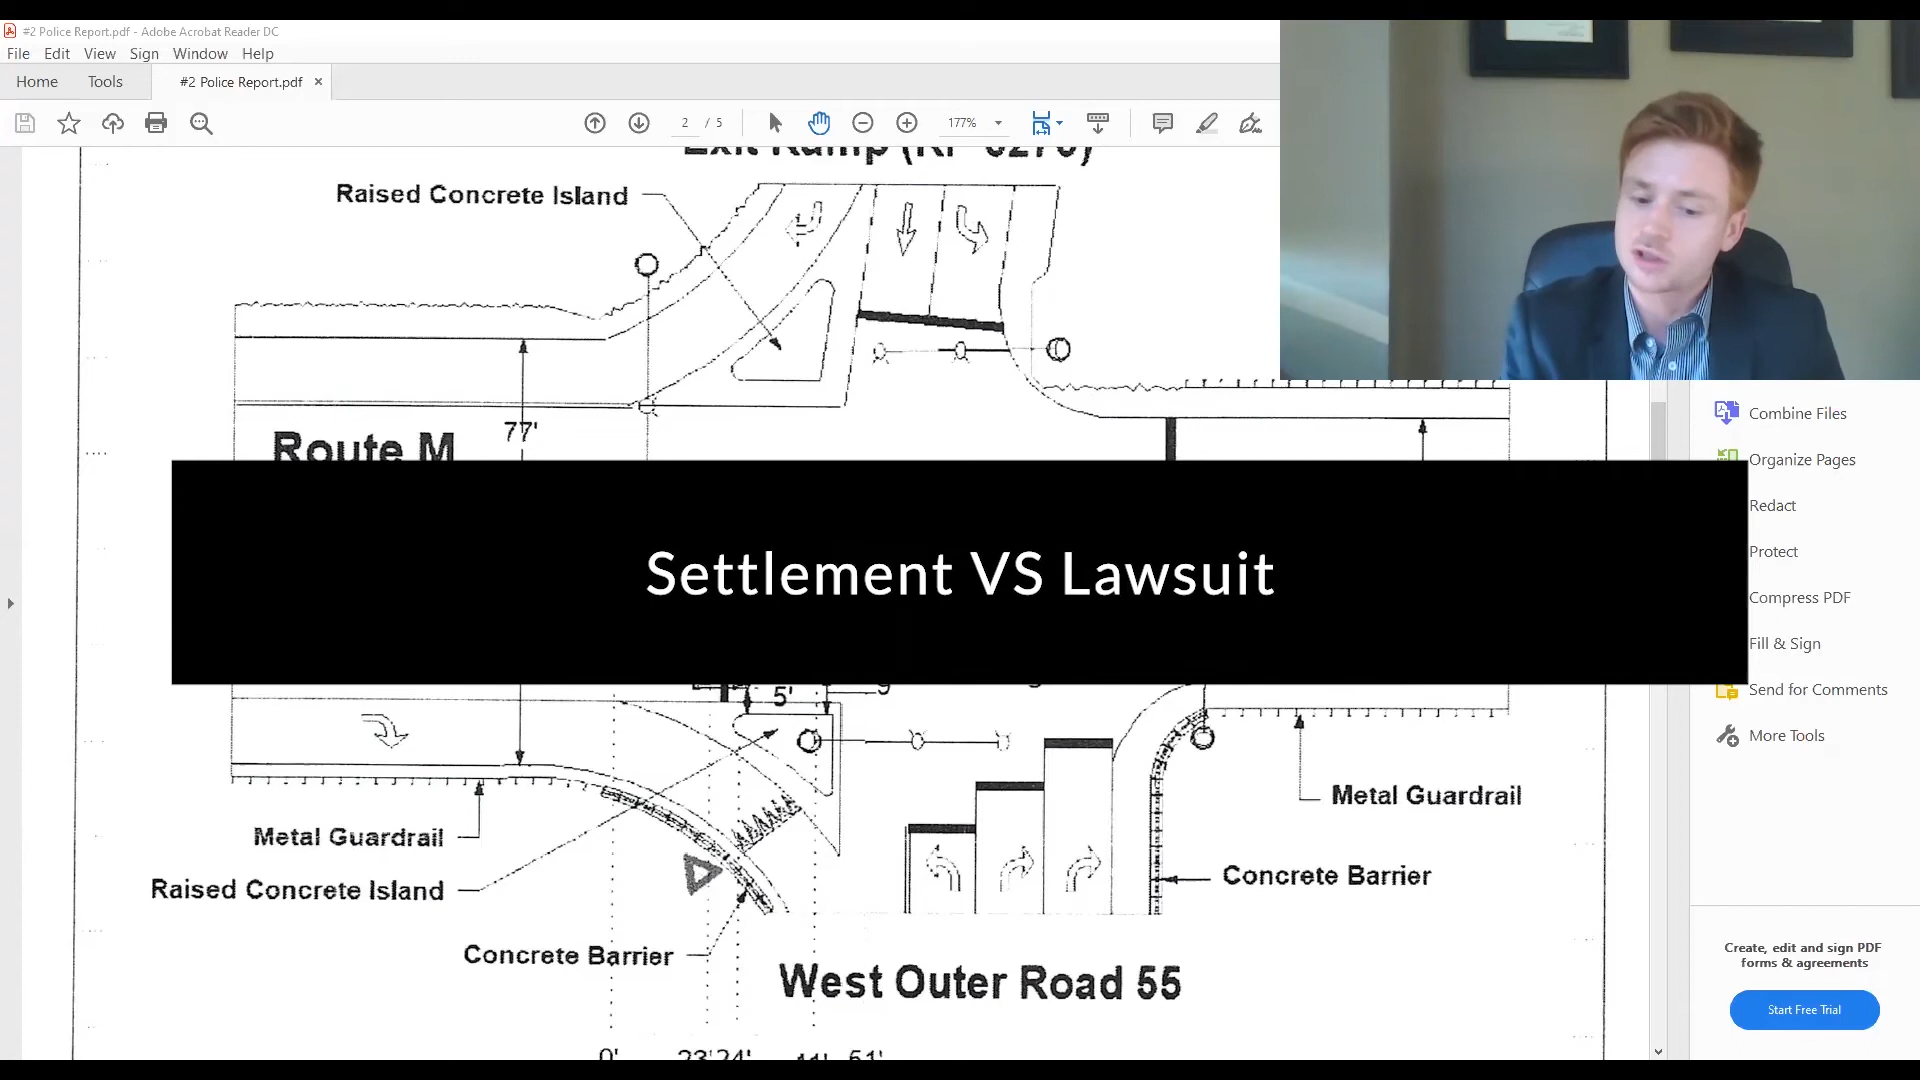 #2 Police Report.pdf - Adobe Acrobat Reader DC
File Edit View Sign Window Help
Home Tools #2 Police Report.pdf ×
2 / 5 177%
Raised Concrete Island
77'
Route M
Settlement VS Lawsuit
5'
Metal Guardrail
Metal Guardrail
Raised Concrete Island
Concrete Barrier
Concrete Barrier
West Outer Road 55
Combine Files
Organize Pages
Redact
Protect
Compress PDF
Fill & Sign
Send for Comments
More Tools
Create, edit and sign PDF
forms & agreements
Start Free Trial